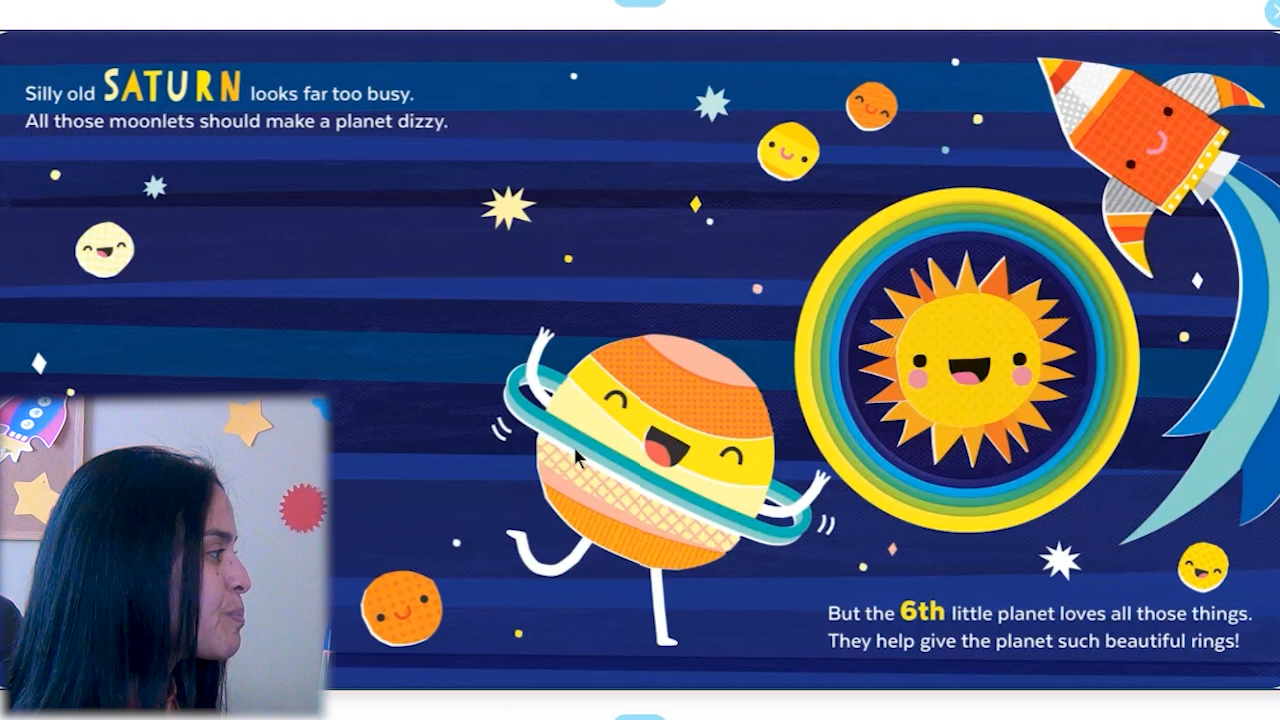 Silly old SATURN looks far too busy.
All those moonlets should make a planet dizzy.
But the 6th little planet loves all those things.
They help give the planet such beautiful rings!